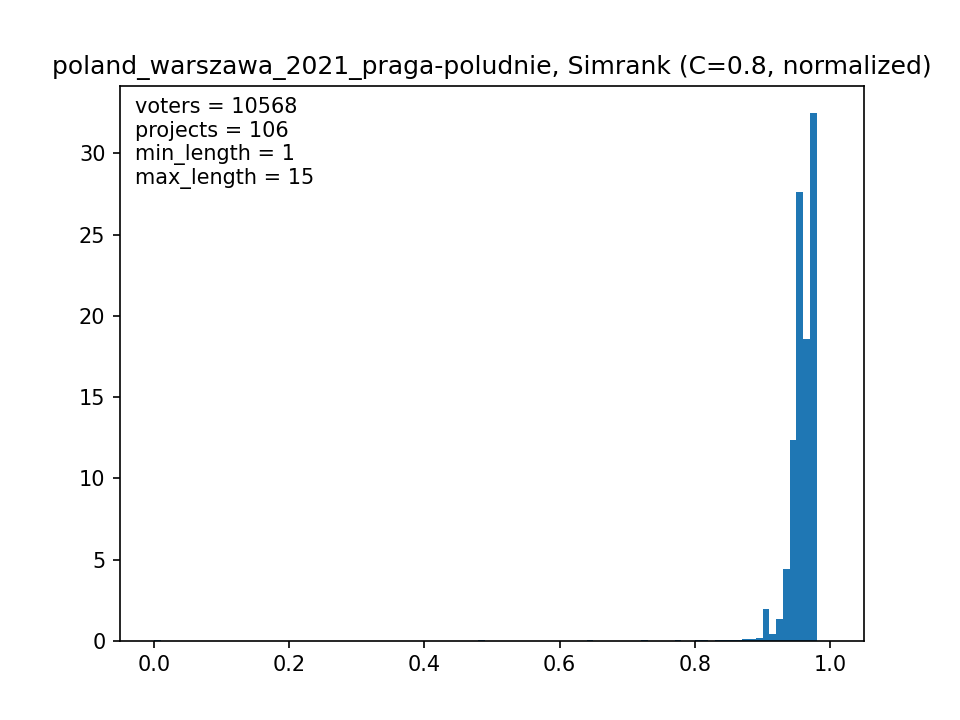 poland_warszawa_2021_praga-poludnie, Simrank (C=0.8, normalized)
voters = 10568
projects = 106
min_length = 1
max_length = 15
30
25
20
15
10
5
0
0.0 0.2 0.4 0.6 0.8 1.0